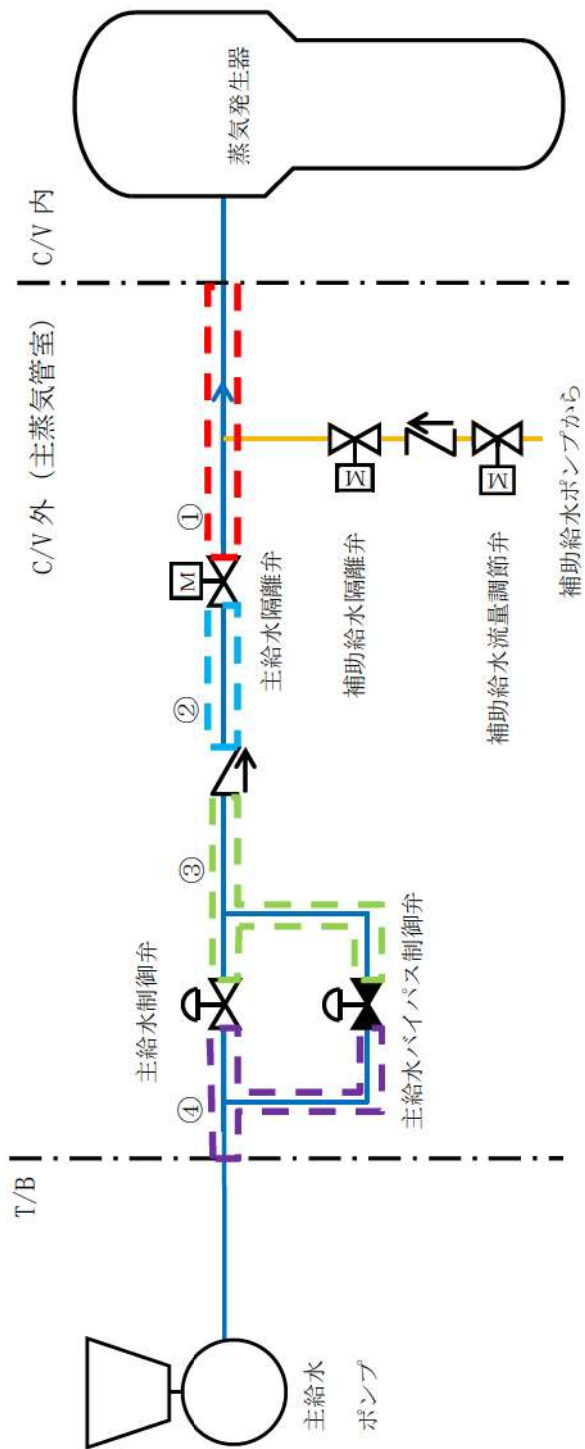 T/B
C/V 外 (主蒸気管室)
C/V 内
④
③
②
①
主給水制御弁
M
主給水隔離弁
蒸気発生器
主給水バイパス制御弁
M
補助給水隔離弁
M
補助給水流量調節弁
補助給水ポンプから
主給水
ポンプ